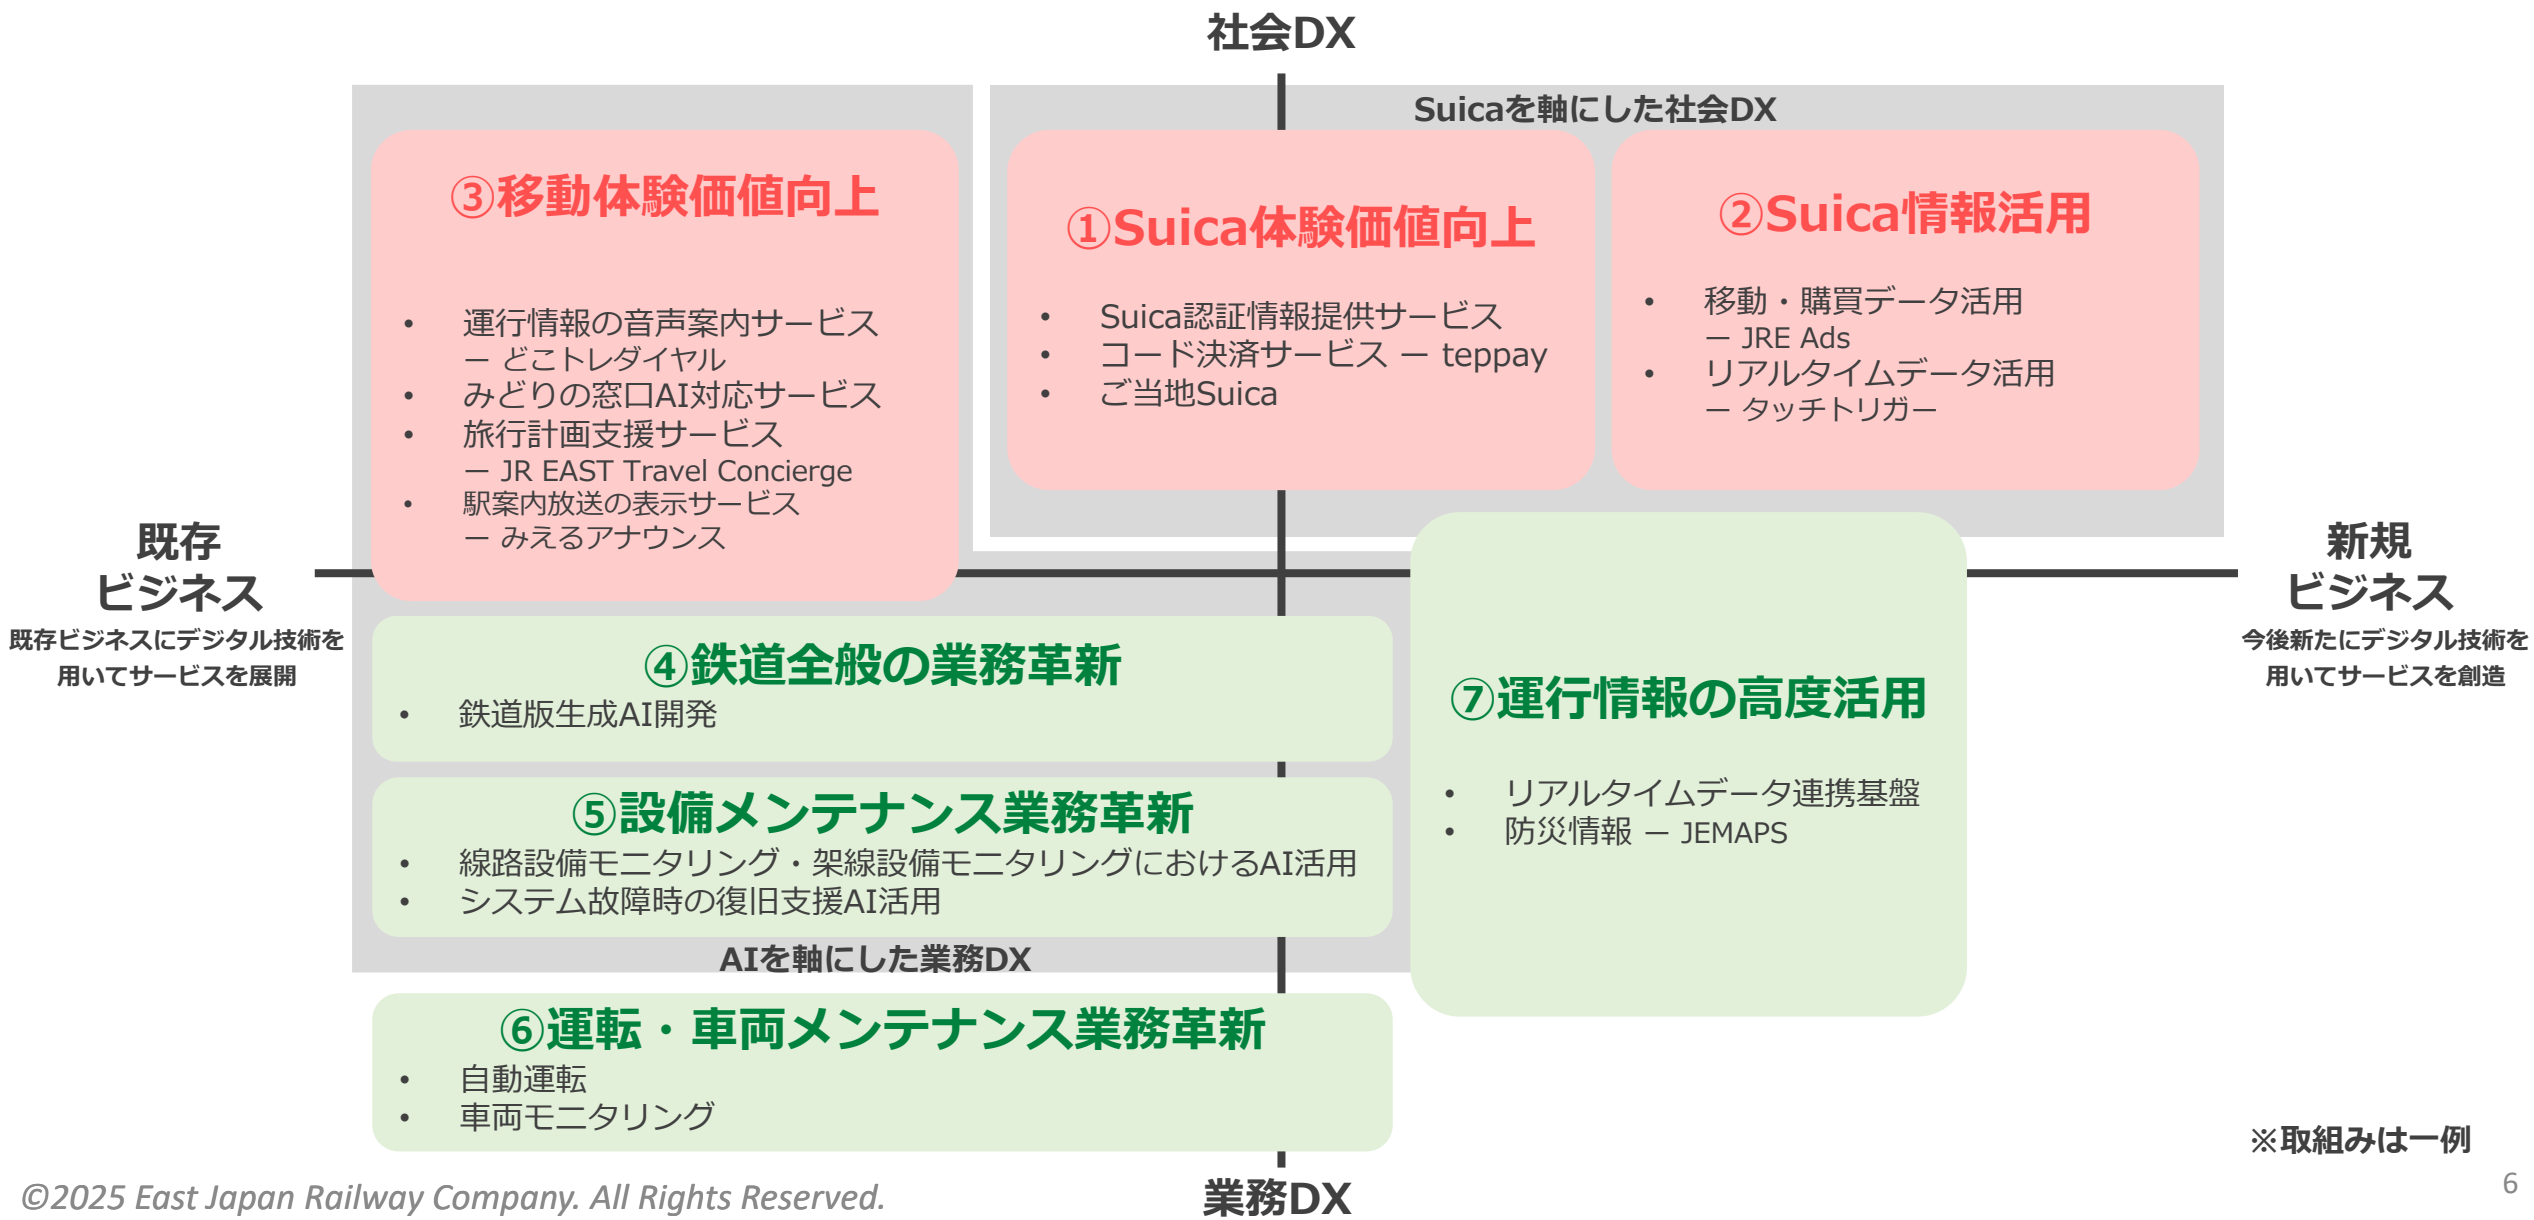 社会DX
Suicaを軸にした社会DX
③移動体験価値向上
• 運行情報の音声案内サービス
ー どこトレダイヤル
• みどりの窓口AI対応サービス
• 旅行計画支援サービス
ー JR EAST Travel Concierge
• 駅案内放送の表示サービス
ー みえるアナウンス
①Suica体験価値向上
• Suica認証情報提供サービス
• コード決済サービス ー teppay
• ご当地Suica
②Suica情報活用
• 移動・購買データ活用
ー JRE Ads
• リアルタイムデータ活用
ー タッチトリガー
既存
ビジネス
既存ビジネスにデジタル技術を
用いてサービスを展開
新規
ビジネス
今後新たにデジタル技術を
用いてサービスを創造
④鉄道全般の業務革新
• 鉄道版生成AI開発
⑤設備メンテナンス業務革新
• 線路設備モニタリング・架線設備モニタリングにおけるAI活用
• システム故障時の復旧支援AI活用
AIを軸にした業務DX
⑦運行情報の高度活用
• リアルタイムデータ連携基盤
• 防災情報 ー JEMAPS
⑥運転・車両メンテナンス業務革新
• 自動運転
• 車両モニタリング
※取組みは一例
業務DX
©2025 East Japan Railway Company. All Rights Reserved.
6